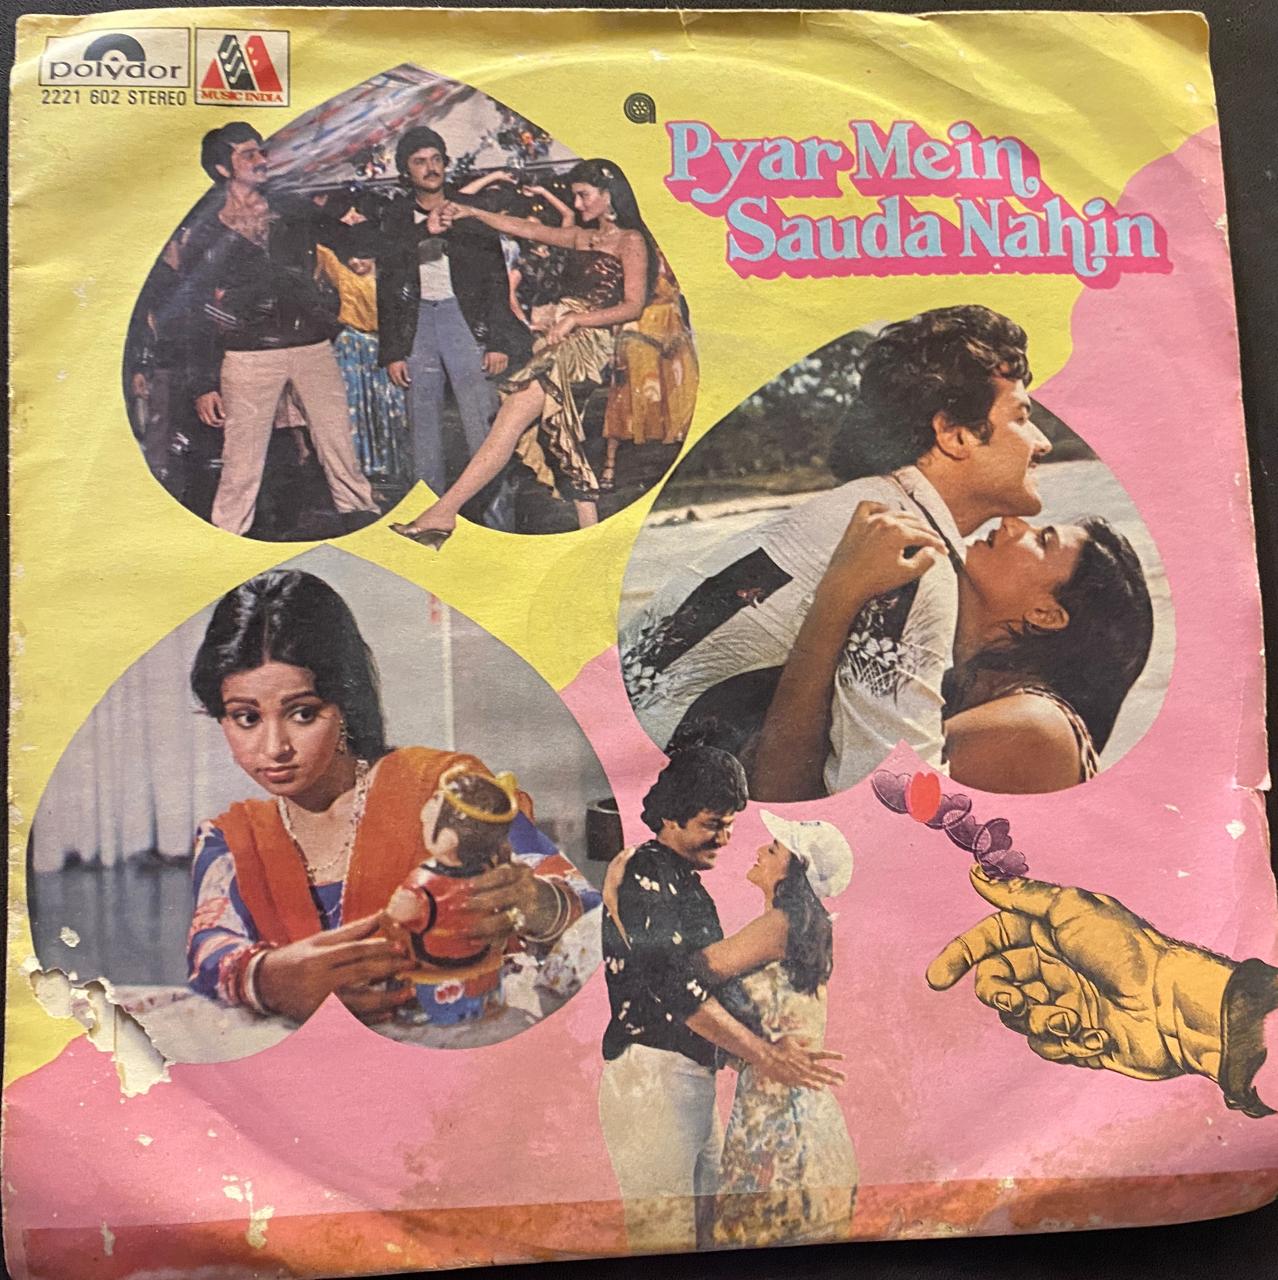 polydor
MUSIC INDIA
2221 602 STEREO
Pyar Mein
Sauda Nahin